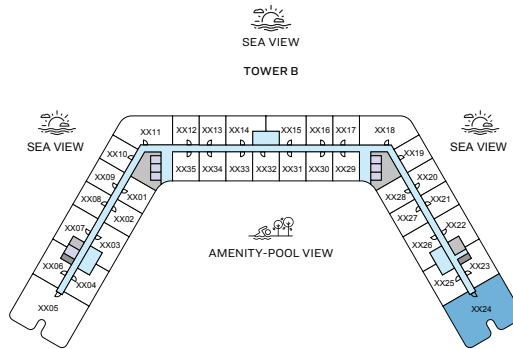 SEA VIEW
TOWER B
SEA VIEW
SEA VIEW
XX11
XX12
XX13
XX14
XX15
XX16
XX17
XX18
XX10
XX19
XX35
XX34
XX33
XX32
XX31
XX30
XX29
XX09
XX20
XX01
XX28
XX08
XX21
XX02
XX27
XX07
XX22
XX03
XX26
AMENITY-POOL VIEW
XX06
XX23
XX04
XX25
XX05
XX24